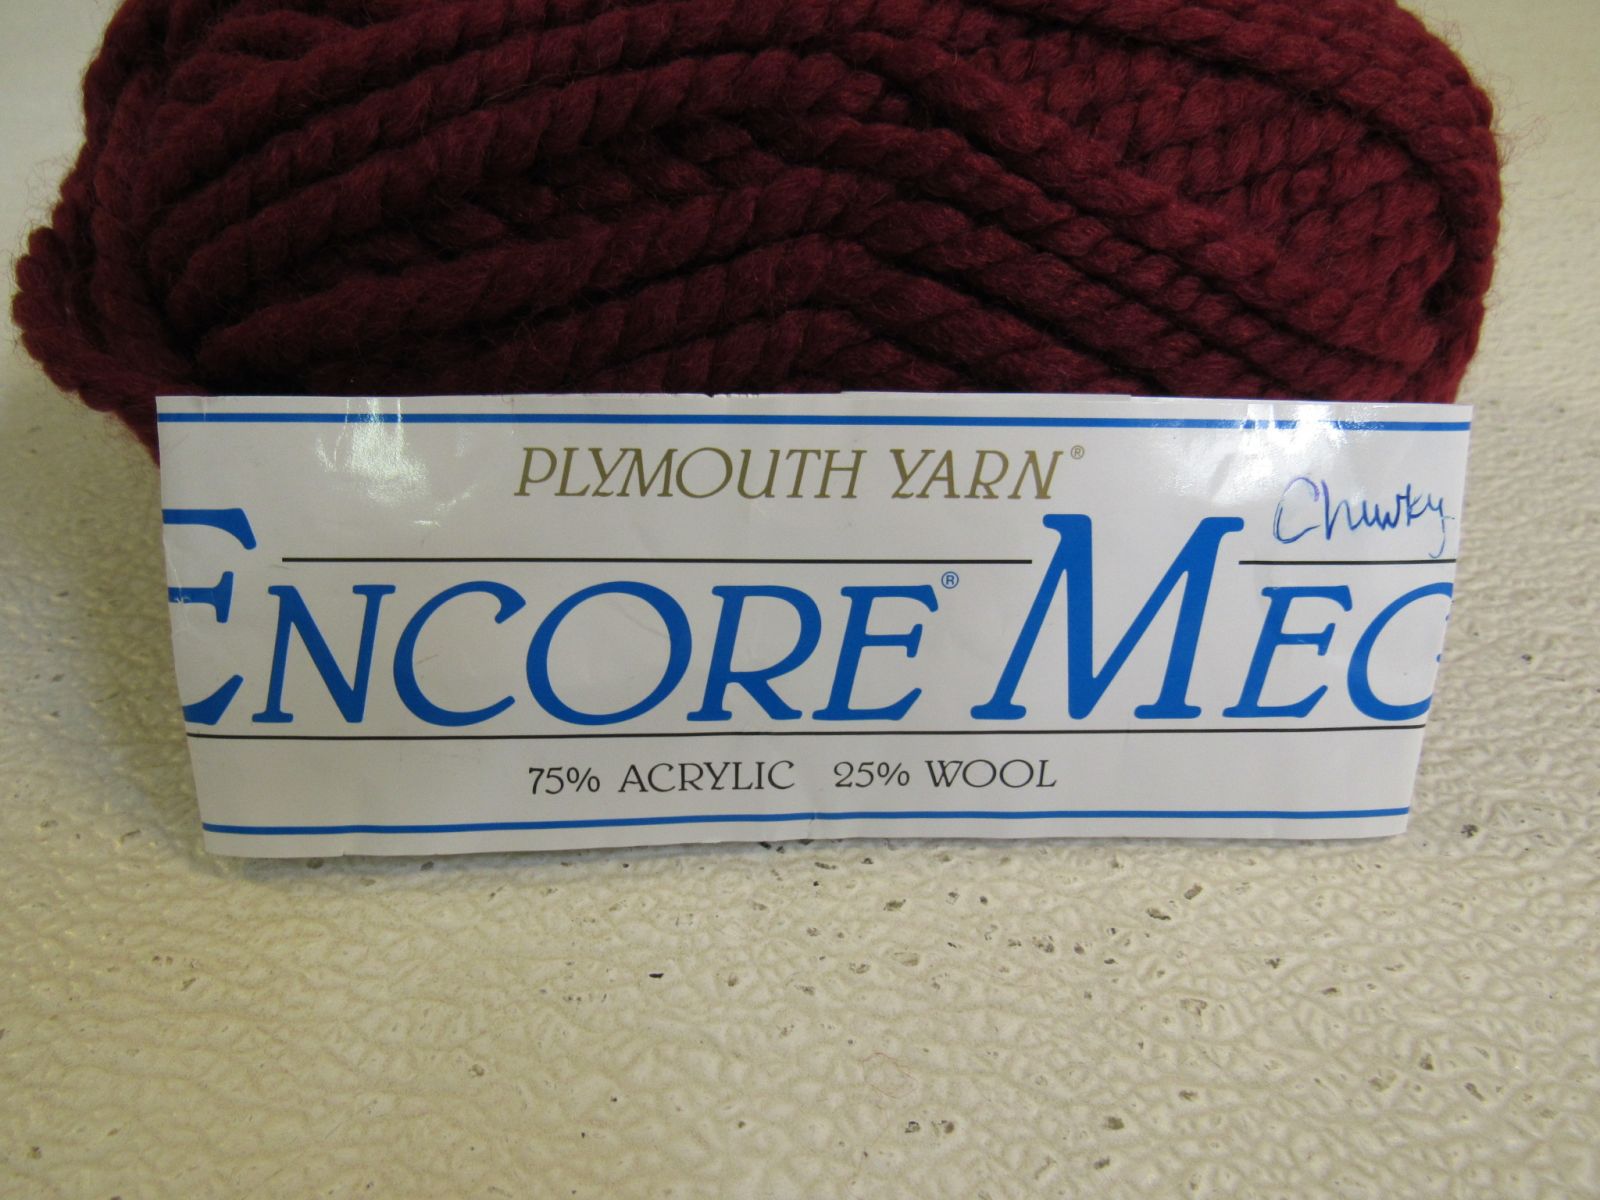 PLYMOUTH YARN®
Chunky
ENCORE® MEG
75% ACRYLIC 25% WOOL